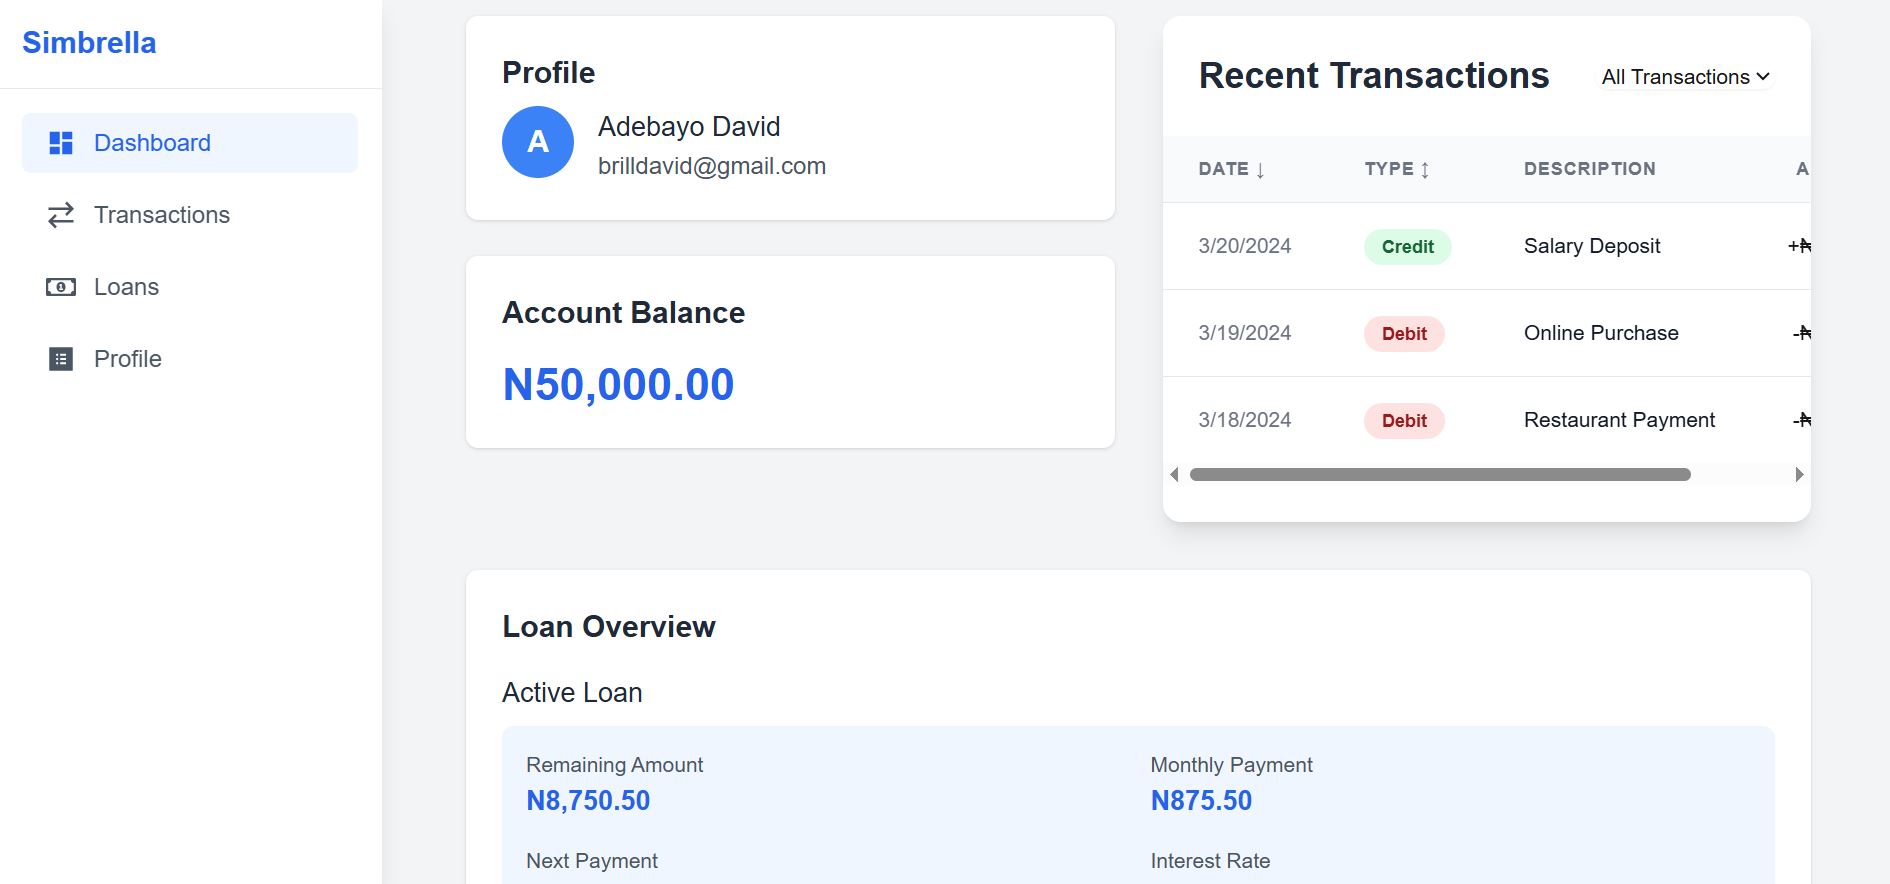 Simbrella
Dashboard
Transactions
Loans
Profile
Profile
A
Adebayo David
brilldavid@gmail.com
Account Balance
N50,000.00
Recent Transactions
All Transactions
DATE ↓ TYPE ↕ DESCRIPTION A
3/20/2024 Credit Salary Deposit +₦
3/19/2024 Debit Online Purchase -₦
3/18/2024 Debit Restaurant Payment -₦
Loan Overview
Active Loan
Remaining Amount Monthly Payment
N8,750.50 N875.50
Next Payment Interest Rate